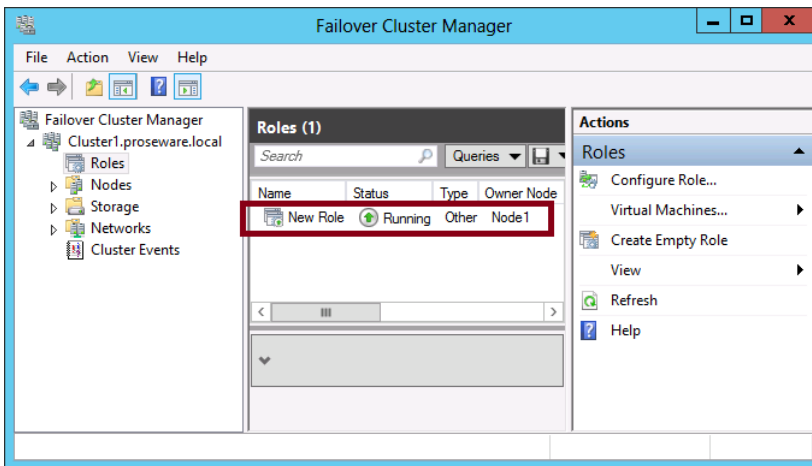 Failover Cluster Manager
File Action View Help
Failover Cluster Manager
Cluster1.proseware.local
Roles
Nodes
Storage
Networks
Cluster Events
Roles (1)
Search
Queries
Name Status Type Owner Node
New Role Running Other Node1
Actions
Roles
Configure Role...
Virtual Machines...
Create Empty Role
View
Refresh
Help